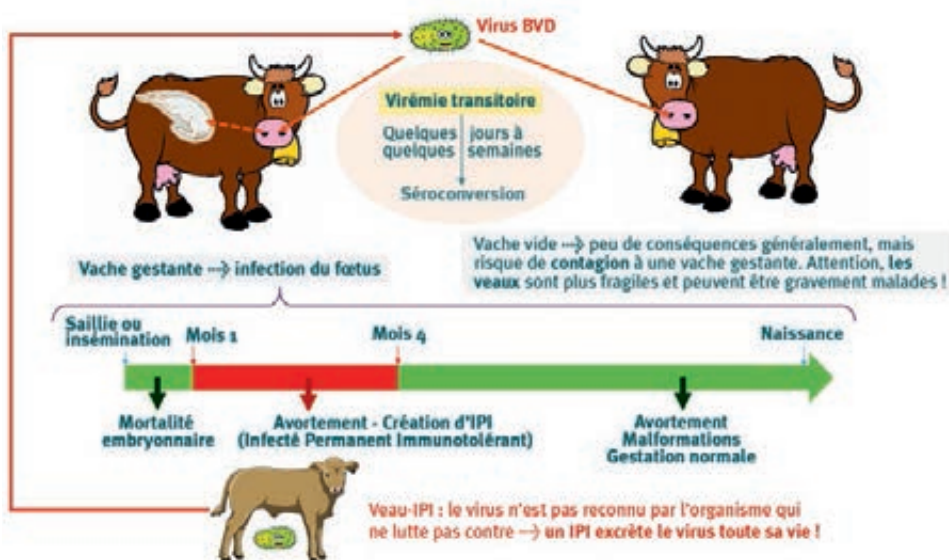 Virus BVD
Virémie transitoire
Quelques jours à
quelques semaines
Séroconversion
Vache gestante ⇢ infection du fœtus
Vache vide ⇢ peu de conséquences généralement, mais
risque de contagion à une vache gestante. Attention, les
veaux sont plus fragiles et peuvent être gravement malades !
Saillie ou
insémination
Mois 1
Mois 4
Naissance
Mortalité
embryonnaire
Avortement - Création d'IPI
(Infecté Permanent Immunotolérant)
Avortement
Malformations
Gestation normale
Veau-IPI : le virus n'est pas reconnu par l'organisme qui
ne lutte pas contre ⇢ un IPI excrète le virus toute sa vie !